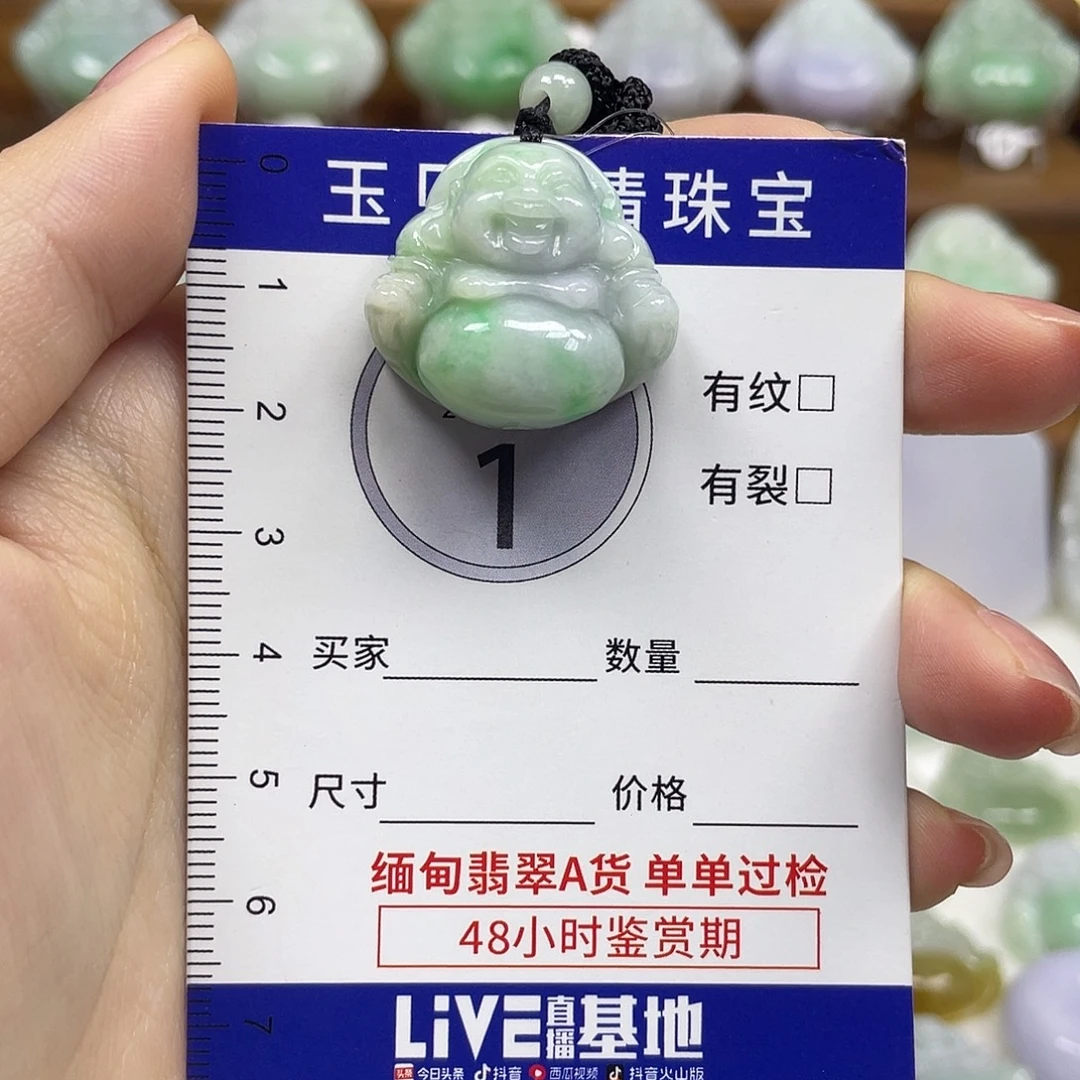 玉 情珠宝
0
1
2
3
4
5
6
7
有纹□
有裂□
1
买家 数量
尺寸 价格
缅甸翡翠A货 单单过检
48小时鉴赏期
LiVE直播基地
头条 今日头条 抖音 西瓜视频 抖音火山版